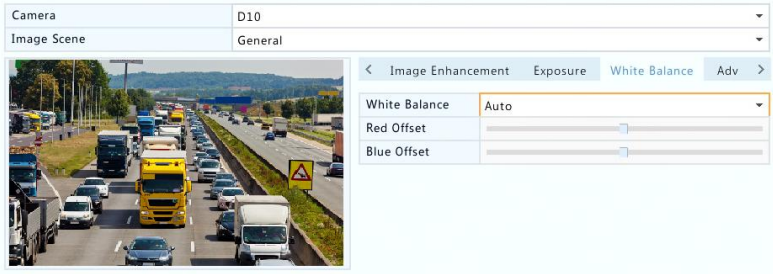 Camera D10
Image Scene General
< Image Enhancement Exposure White Balance Adv >
White Balance Auto
Red Offset
Blue Offset